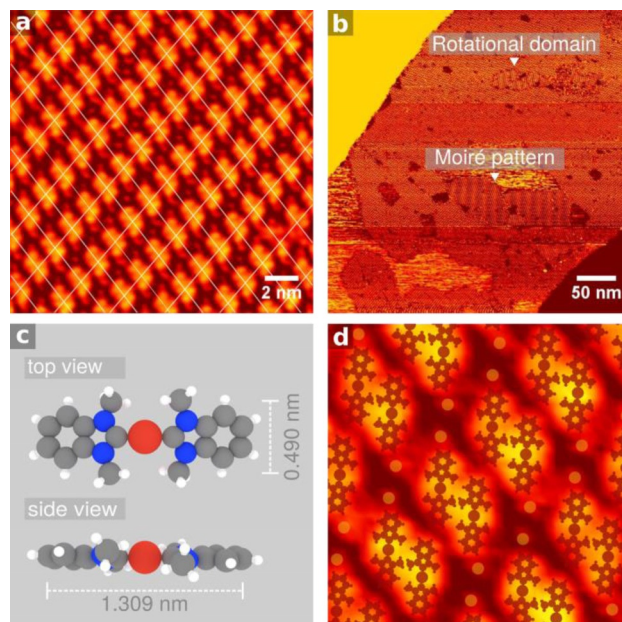 a
2 nm
b
Rotational domain
Moiré pattern
50 nm
c
top view
0.490 nm
side view
1.309 nm
d